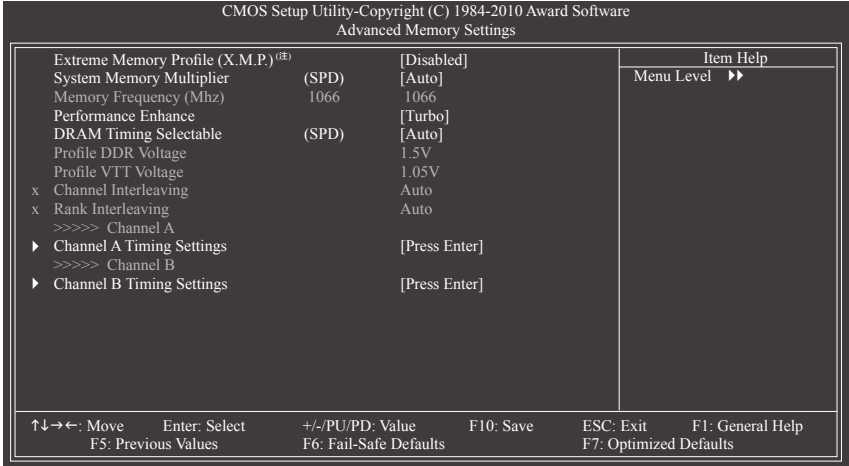 CMOS Setup Utility-Copyright (C) 1984-2010 Award Software
Advanced Memory Settings
Extreme Memory Profile (X.M.P.) (注) [Disabled]
System Memory Multiplier (SPD) [Auto]
Memory Frequency (Mhz) 1066 1066
Performance Enhance [Turbo]
DRAM Timing Selectable (SPD) [Auto]
Profile DDR Voltage 1.5V
Profile VTT Voltage 1.05V
x Channel Interleaving Auto
x Rank Interleaving Auto
>>>>> Channel A
Channel A Timing Settings [Press Enter]
>>>>> Channel B
Channel B Timing Settings [Press Enter]
Item Help
Menu Level
↑↓→←: Move Enter: Select +/-/PU/PD: Value F10: Save ESC: Exit F1: General Help
F5: Previous Values F6: Fail-Safe Defaults F7: Optimized Defaults